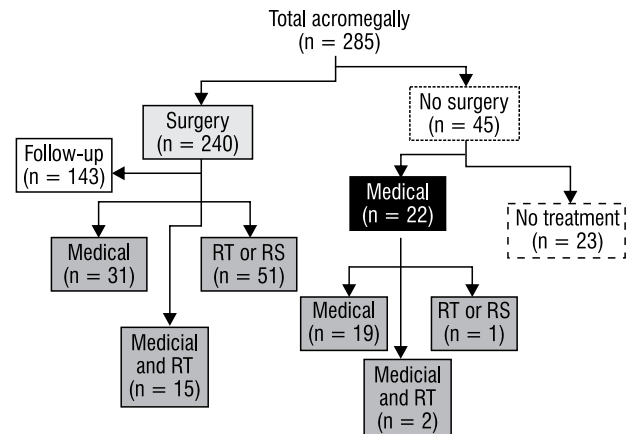 Total acromegally
(n = 285)
Surgery
(n = 240)
No surgery
(n = 45)
Follow-up
(n = 143)
Medical
(n = 22)
No treatment
(n = 23)
Medical
(n = 31)
RT or RS
(n = 51)
Medical
(n = 19)
RT or RS
(n = 1)
Medicial
and RT
(n = 15)
Medicial
and RT
(n = 2)